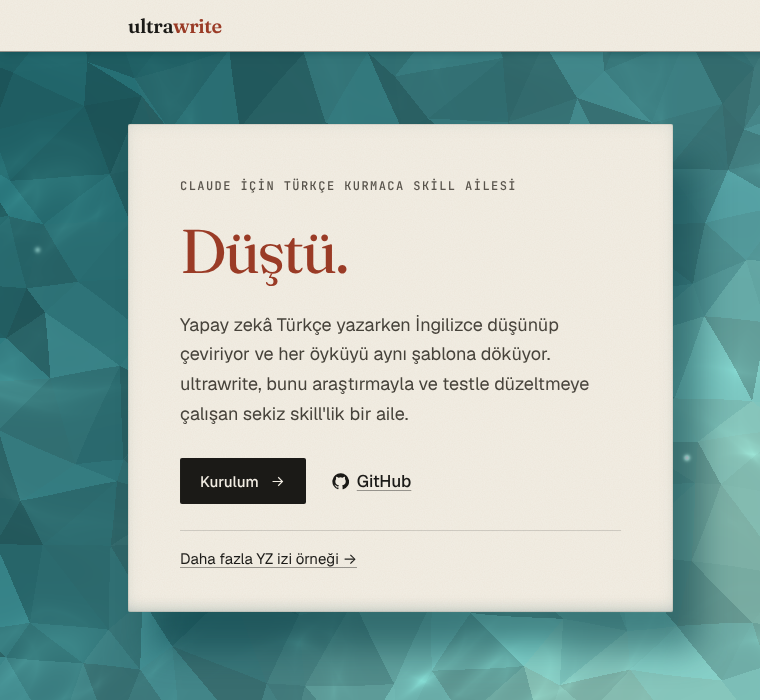 ultrawrite
CLAUDE İÇİN TÜRKÇE KURMACA SKİLL AİLESİ
Düştü.
Yapay zekâ Türkçe yazarken İngilizce düşünüp
çeviriyor ve her öyküyü aynı şablona döküyor.
ultrawrite, bunu araştırmayla ve testle düzeltmeye
çalışan sekiz skill'lik bir aile.
Kurulum →
GitHub
Daha fazla YZ izi örneği →